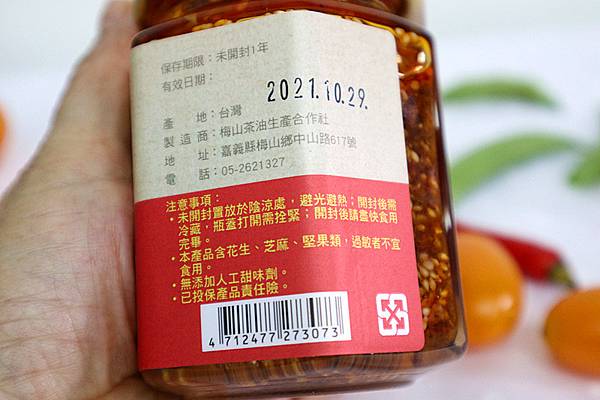 保存期限：未開封1年
有效日期：
2021.10.29.
產地：台灣
製造商：梅山茶油生產合作社
地址：嘉義縣梅山鄉中山路617號
電話：05-2621327
注意事項：
・未開封置放於陰涼處，避光避熱；開封後需
冷藏，瓶蓋打開需拴緊；開封後請盡快食用
完畢。
・本產品含花生、芝麻、堅果類，過敏者不宜
食用。
・無添加人工甜味劑。
・已投保產品責任險。
4 712477 273073